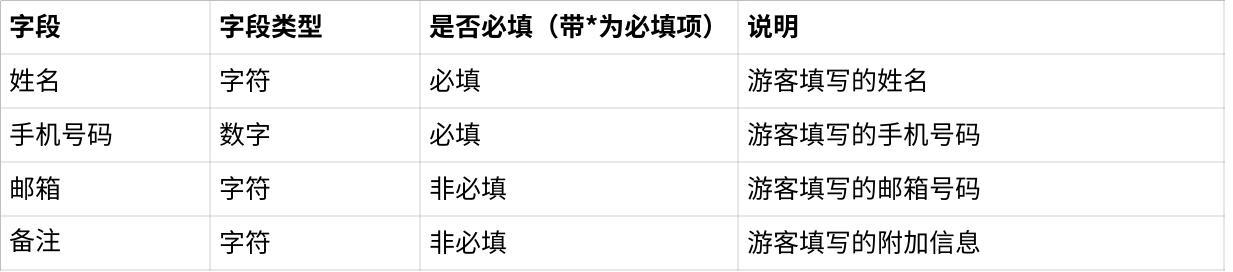 字段 字段类型 是否必填（带*为必填项） 说明
姓名 字符 必填 游客填写的姓名
手机号码 数字 必填 游客填写的手机号码
邮箱 字符 非必填 游客填写的邮箱号码
备注 字符 非必填 游客填写的附加信息